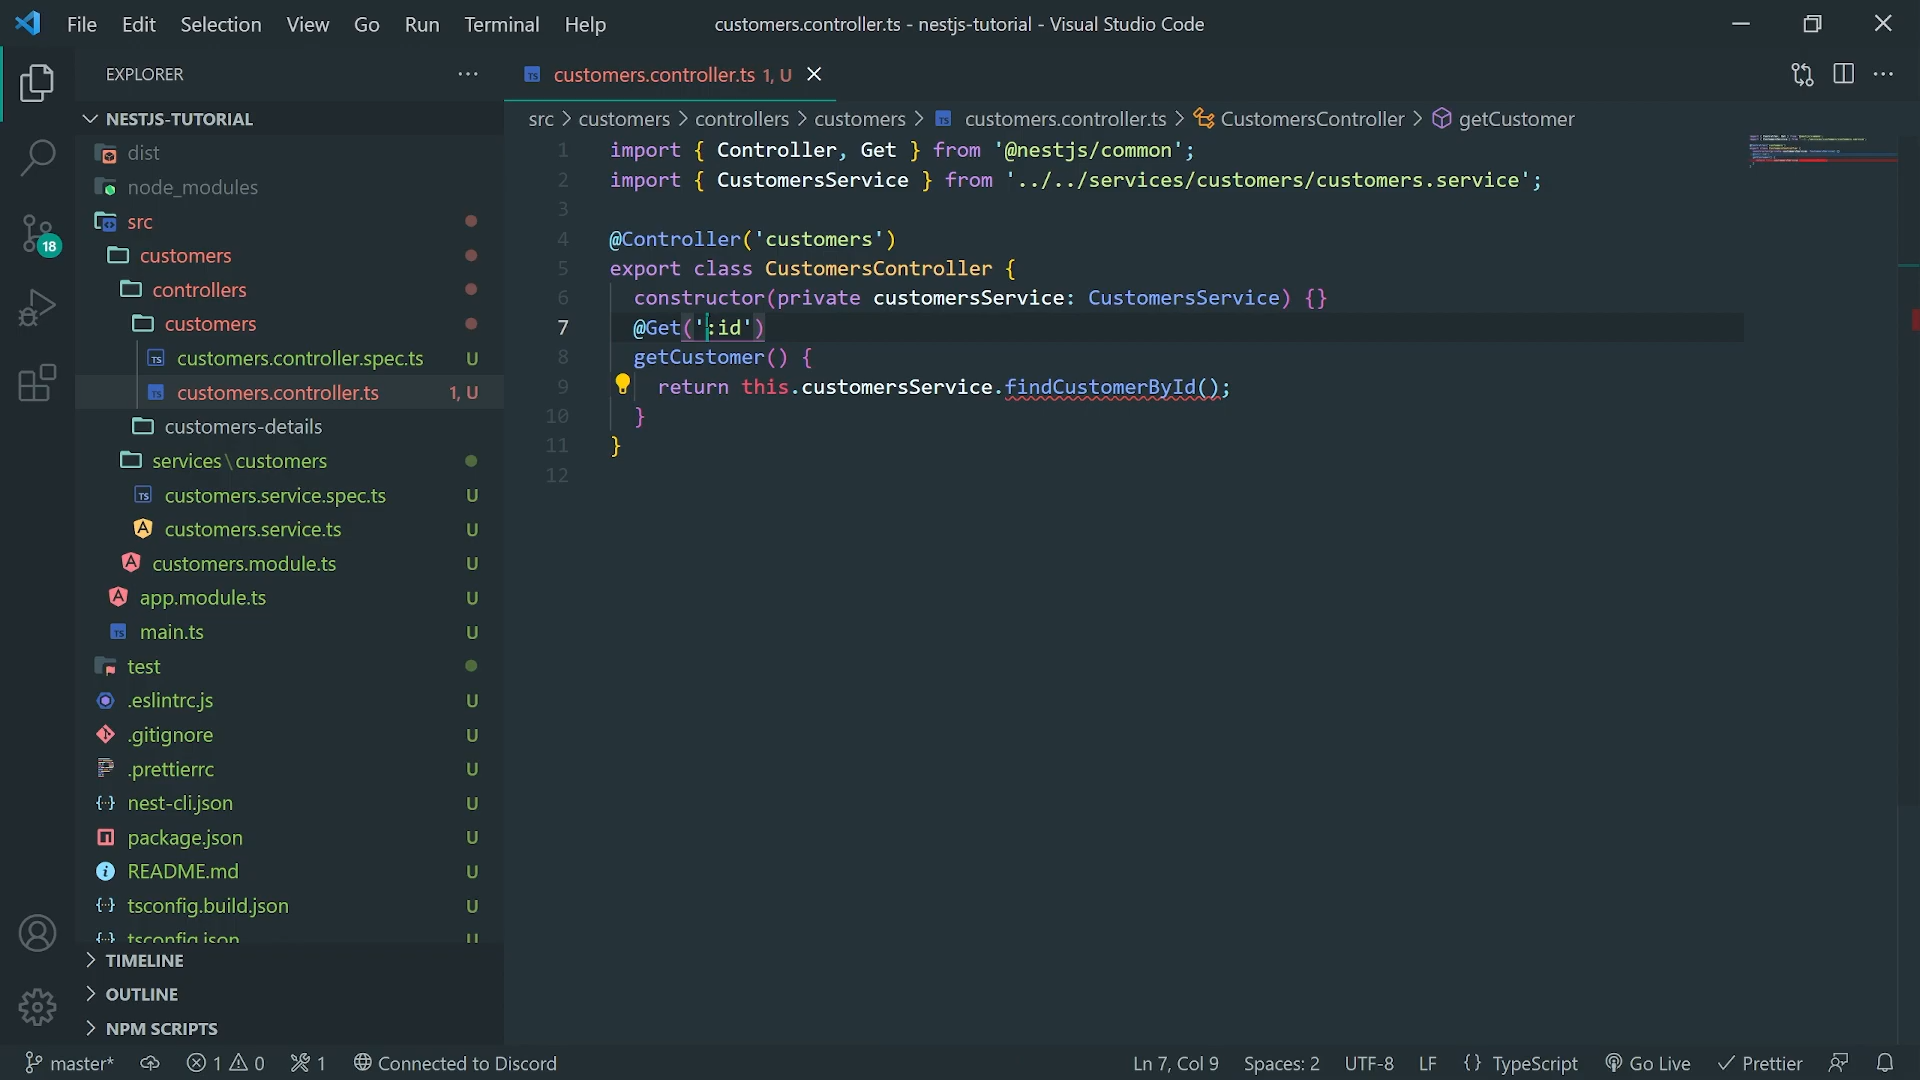 File Edit Selection View Go Run Terminal Help
customers.controller.ts - nestjs-tutorial - Visual Studio Code
EXPLORER
customers.controller.ts 1, U
NESTJS-TUTORIAL
dist
node_modules
src
customers
controllers
customers
customers.controller.spec.ts U
customers.controller.ts 1, U
customers-details
services\customers
customers.service.spec.ts U
customers.service.ts U
customers.module.ts U
app.module.ts U
main.ts U
test
.eslintrc.js U
.gitignore U
.prettierrc U
nest-cli.json U
package.json U
README.md U
tsconfig.build.json U
tsconfig.json U
TIMELINE
OUTLINE
NPM SCRIPTS
18
src > customers > controllers > customers > TS customers.controller.ts > CustomersController > getCustomer
1 import { Controller, Get } from '@nestjs/common';
2 import { CustomersService } from '../../services/customers/customers.service';
3
4 @Controller('customers')
5 export class CustomersController {
6 constructor(private customersService: CustomersService) {}
7 @Get(':id')
8 getCustomer() {
9 return this.customersService.findCustomerById();
10 }
11 }
12
master* 1 0 1 Connected to Discord
Ln 7, Col 9 Spaces: 2 UTF-8 LF {} TypeScript Go Live Prettier